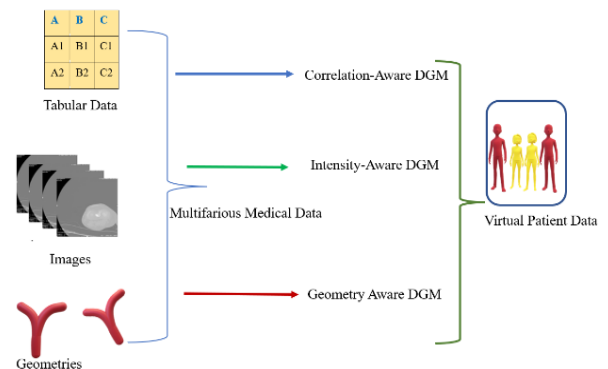 A B C
A1 B1 C1
A2 B2 C2
Tabular Data
Correlation-Aware DGM
Intensity-Aware DGM
Multifarious Medical Data
Virtual Patient Data
Images
Geometry Aware DGM
Geometries